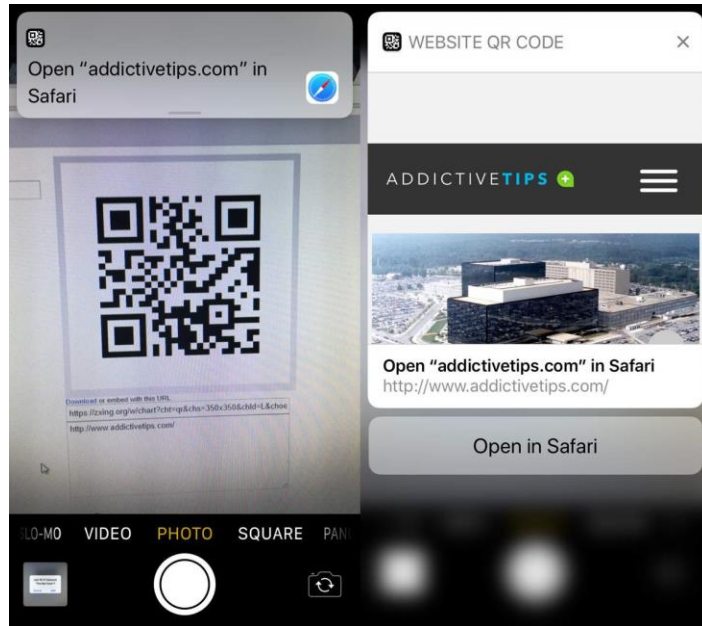 Open “addictivetips.com” in
Safari
Download or embed with this URL
https://zxing.org/w/chart?cht=qr&chs=350x350&chld=L&choe
http://www.addictivetips.com/
SLO-MO VIDEO PHOTO SQUARE PAN
WEBSITE QR CODE
ADDICTIVETIPS
Open “addictivetips.com” in Safari
http://www.addictivetips.com/
Open in Safari